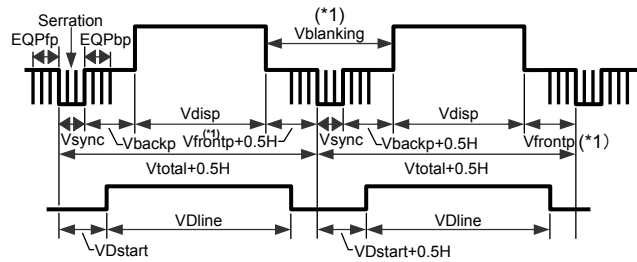 (*1)
Serration
EQPfp EQPbp
Vblanking
Vdisp Vdisp
(*1)
Vsync Vbackp Vfrontp+0.5H Vsync Vbackp+0.5H Vfrontp (*1)
Vtotal+0.5H Vtotal+0.5H
VDline VDline
VDstart VDstart+0.5H